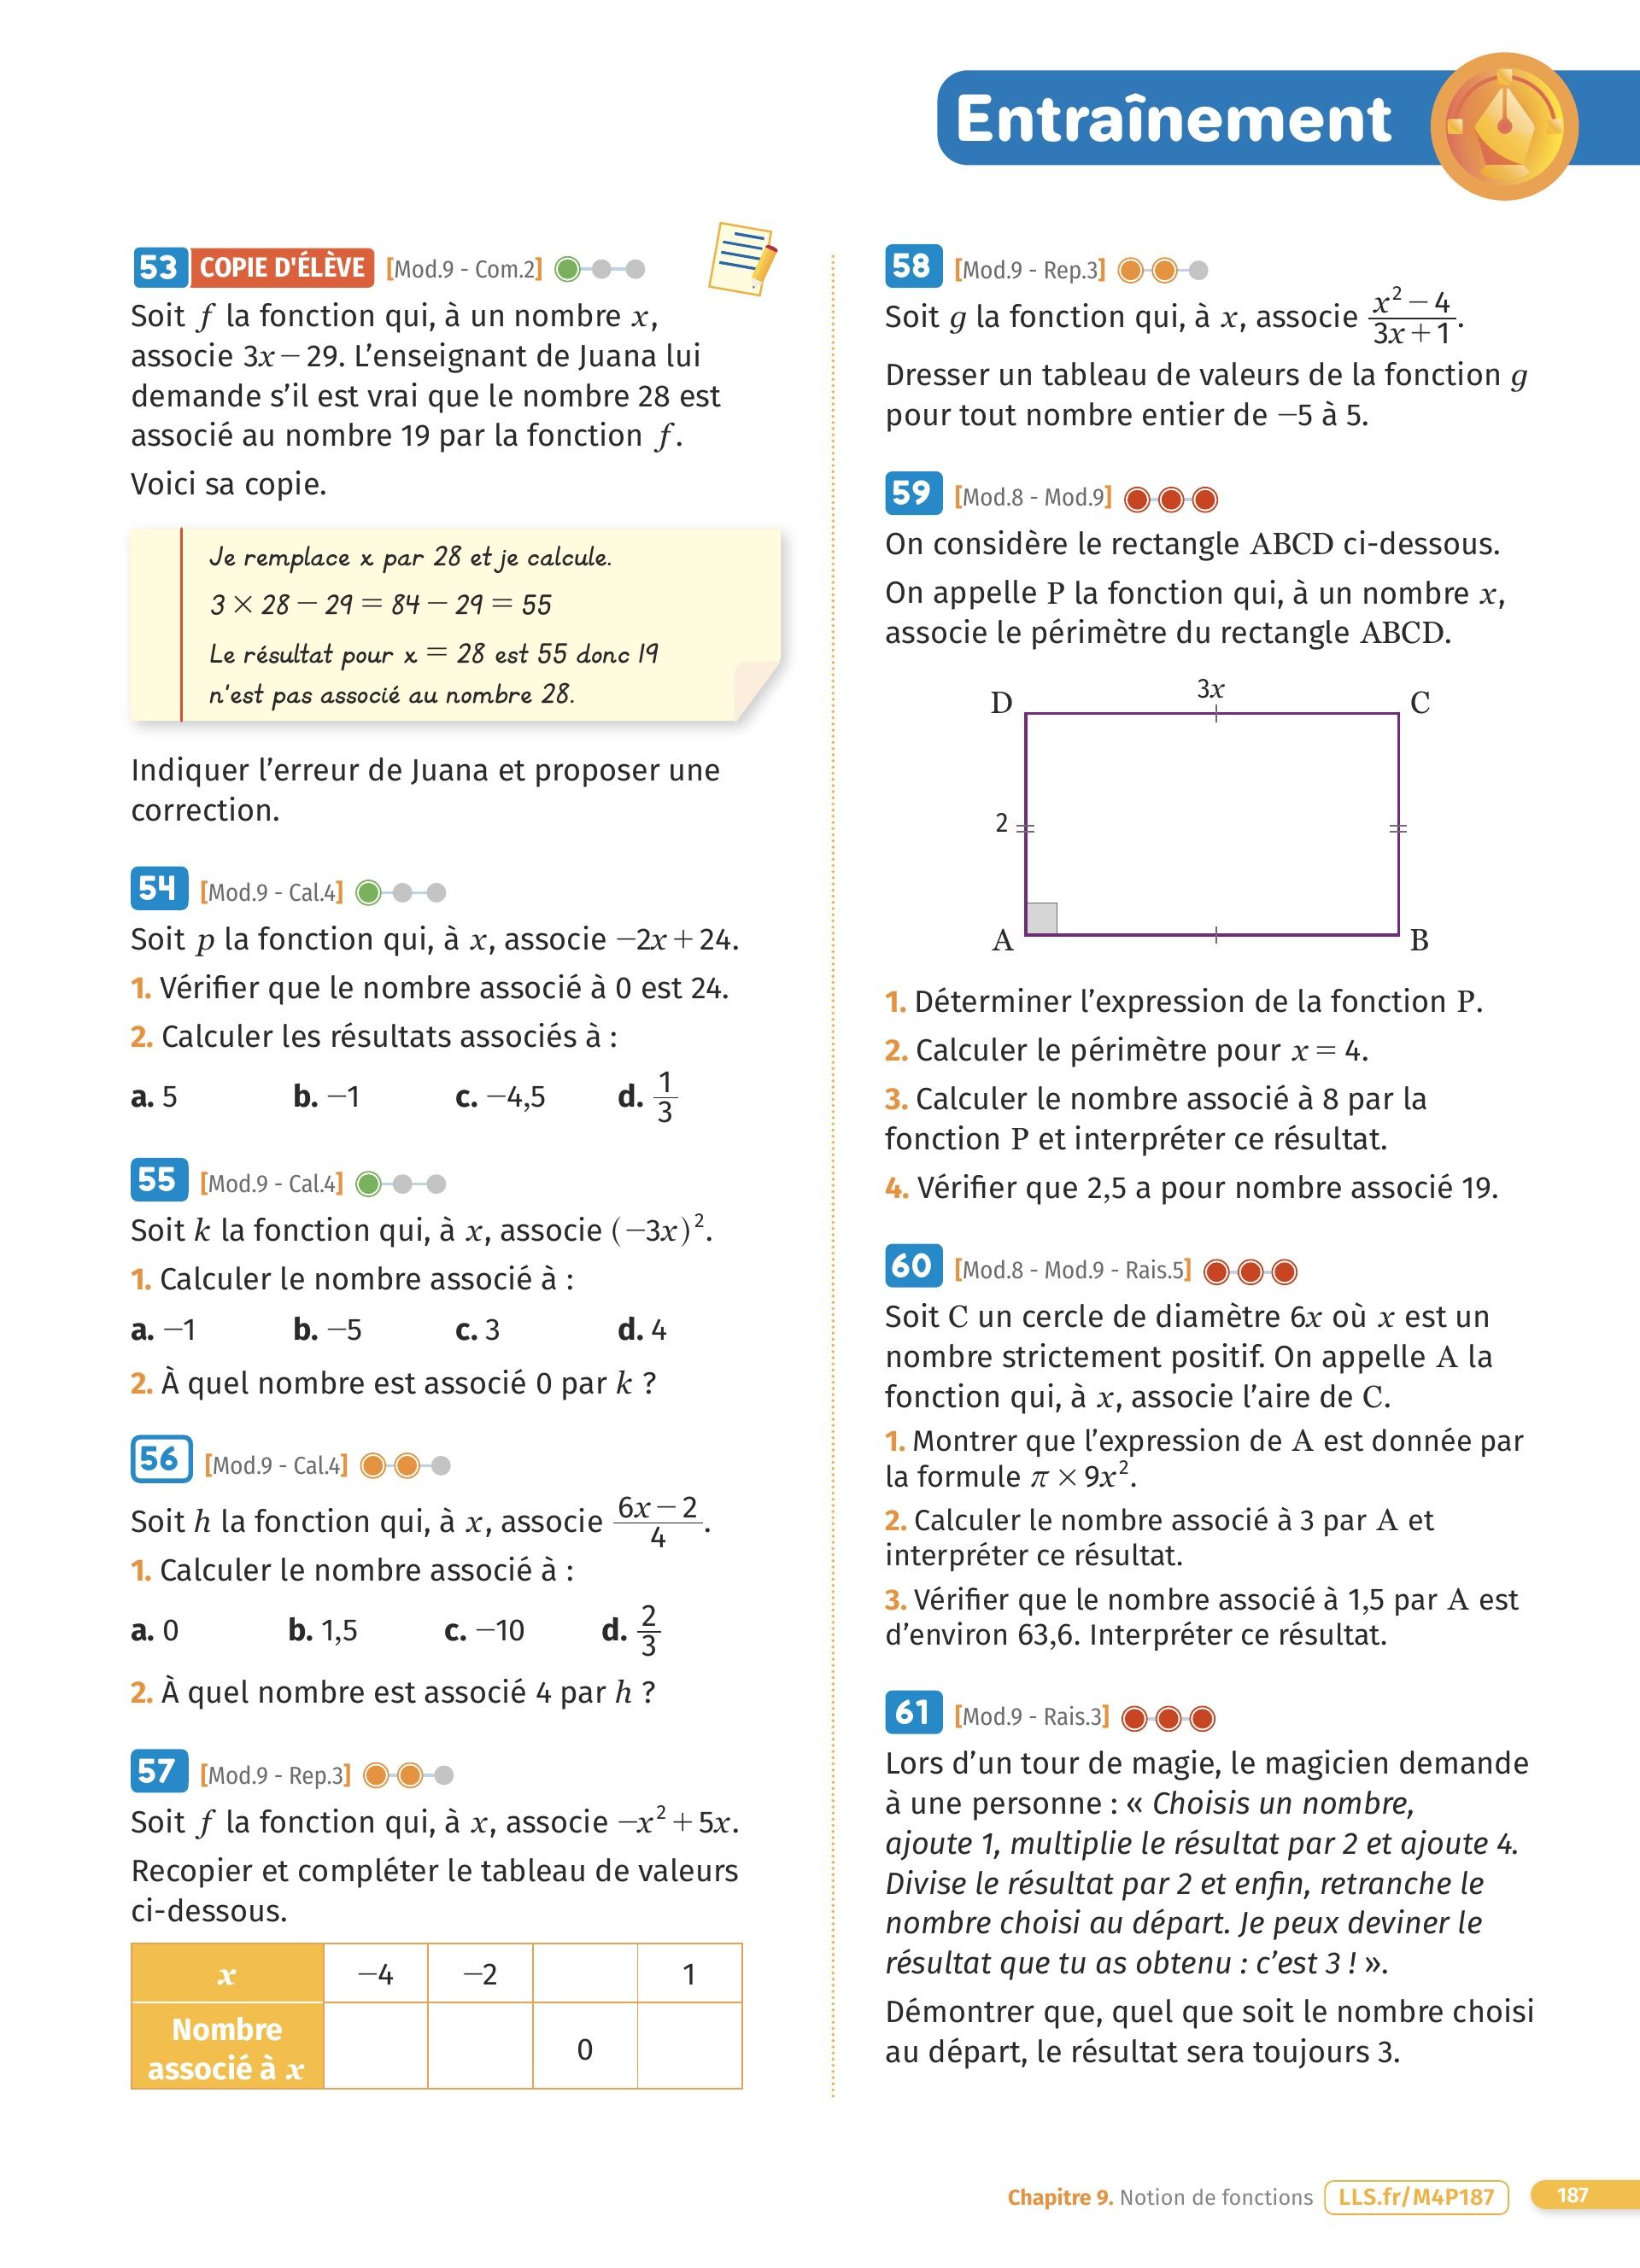 Entraînement
53 COPIE D'ÉLÈVE [Mod.9 - Com.2]
Soit f la fonction qui, à un nombre x,
associe 3x − 29. L’enseignant de Juana lui
demande s’il est vrai que le nombre 28 est
associé au nombre 19 par la fonction f.
Voici sa copie.
Je remplace x par 28 et je calcule.
3 × 28 − 29 = 84 − 29 = 55
Le résultat pour x = 28 est 55 donc 19
n'est pas associé au nombre 28.
Indiquer l’erreur de Juana et proposer une
correction.
54 [Mod.9 - Cal.4]
Soit p la fonction qui, à x, associe −2x + 24.
1. Vérifier que le nombre associé à 0 est 24.
2. Calculer les résultats associés à :
a. 5 b. −1 c. −4,5 d. 1/3
55 [Mod.9 - Cal.4]
Soit k la fonction qui, à x, associe (−3x)².
1. Calculer le nombre associé à :
a. −1 b. −5 c. 3 d. 4
2. À quel nombre est associé 0 par k ?
56 [Mod.9 - Cal.4]
Soit h la fonction qui, à x, associe (6x − 2)/4.
1. Calculer le nombre associé à :
a. 0 b. 1,5 c. −10 d. 2/3
2. À quel nombre est associé 4 par h ?
57 [Mod.9 - Rep.3]
Soit f la fonction qui, à x, associe −x² + 5x.
Recopier et compléter le tableau de valeurs
ci-dessous.
x −4 −2 1
Nombre
associé à x 0
58 [Mod.9 - Rep.3]
Soit g la fonction qui, à x, associe (x² − 4)/(3x + 1).
Dresser un tableau de valeurs de la fonction g
pour tout nombre entier de −5 à 5.
59 [Mod.8 - Mod.9]
On considère le rectangle ABCD ci-dessous.
On appelle P la fonction qui, à un nombre x,
associe le périmètre du rectangle ABCD.
D 3x C
2
A B
1. Déterminer l’expression de la fonction P.
2. Calculer le périmètre pour x = 4.
3. Calculer le nombre associé à 8 par la
fonction P et interpréter ce résultat.
4. Vérifier que 2,5 a pour nombre associé 19.
60 [Mod.8 - Mod.9 - Rais.5]
Soit C un cercle de diamètre 6x où x est un
nombre strictement positif. On appelle A la
fonction qui, à x, associe l’aire de C.
1. Montrer que l’expression de A est donnée par
la formule π × 9x².
2. Calculer le nombre associé à 3 par A et
interpréter ce résultat.
3. Vérifier que le nombre associé à 1,5 par A est
d’environ 63,6. Interpréter ce résultat.
61 [Mod.9 - Rais.3]
Lors d’un tour de magie, le magicien demande
à une personne : « Choisis un nombre,
ajoute 1, multiplie le résultat par 2 et ajoute 4.
Divise le résultat par 2 et enfin, retranche le
nombre choisi au départ. Je peux deviner le
résultat que tu as obtenu : c’est 3 ! ».
Démontrer que, quel que soit le nombre choisi
au départ, le résultat sera toujours 3.
Chapitre 9. Notion de fonctions LLS.fr/M4P187 187